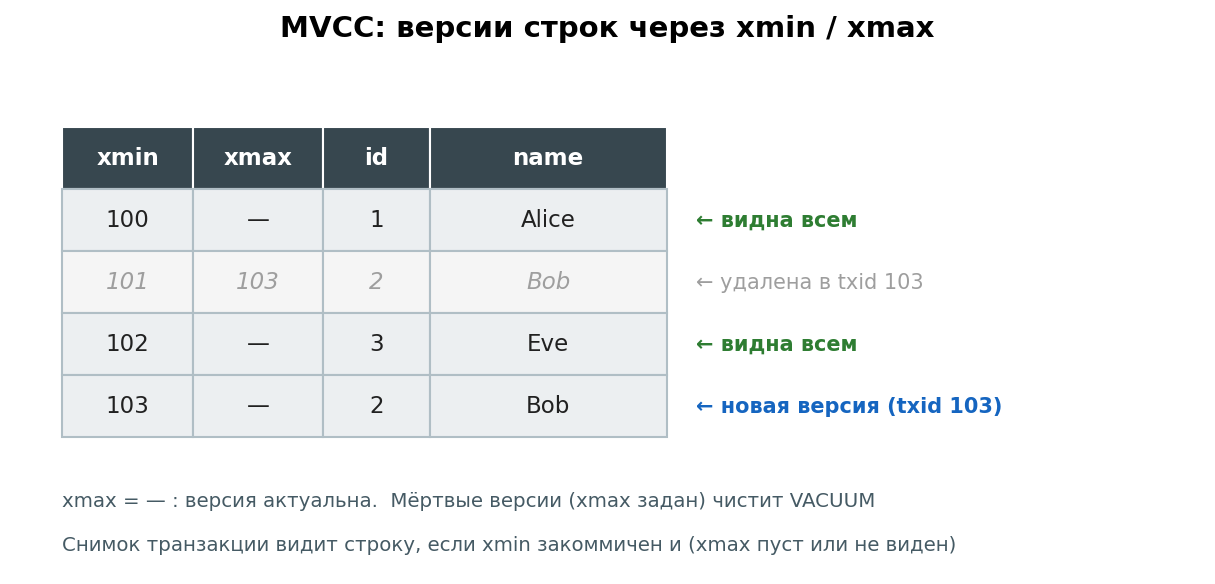 MVCC: версии строк через xmin / xmax
xmin xmax id name
100 — 1 Alice ← видна всем
101 103 2 Bob ← удалена в txid 103
102 — 3 Eve ← видна всем
103 — 2 Bob ← новая версия (txid 103)
xmax = — : версия актуальна.  Мёртвые версии (xmax задан) чистит VACUUM
Снимок транзакции видит строку, если xmin закоммичен и (xmax пуст или не виден)